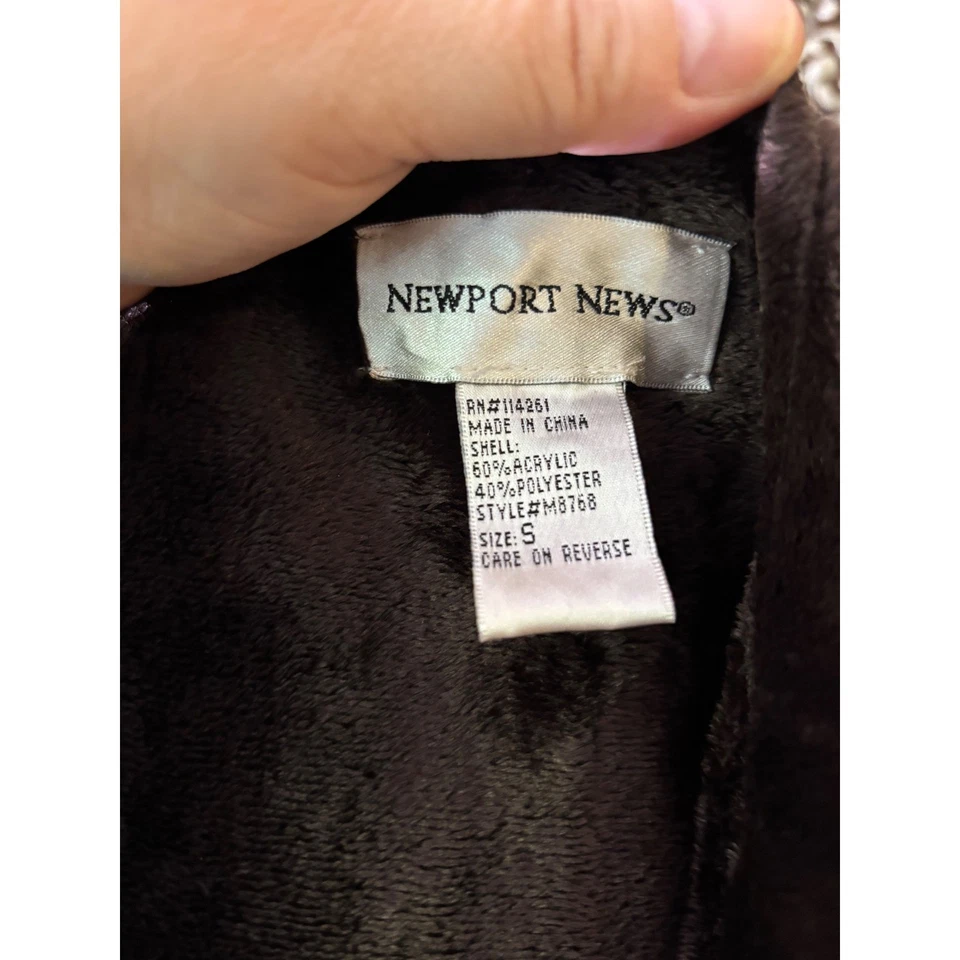 NEWPORT NEWS®
RN#114261
MADE IN CHINA
SHELL:
60%ACRYLIC
40%POLYESTER
STYLE#M8768
SIZE: S
CARE ON REVERSE